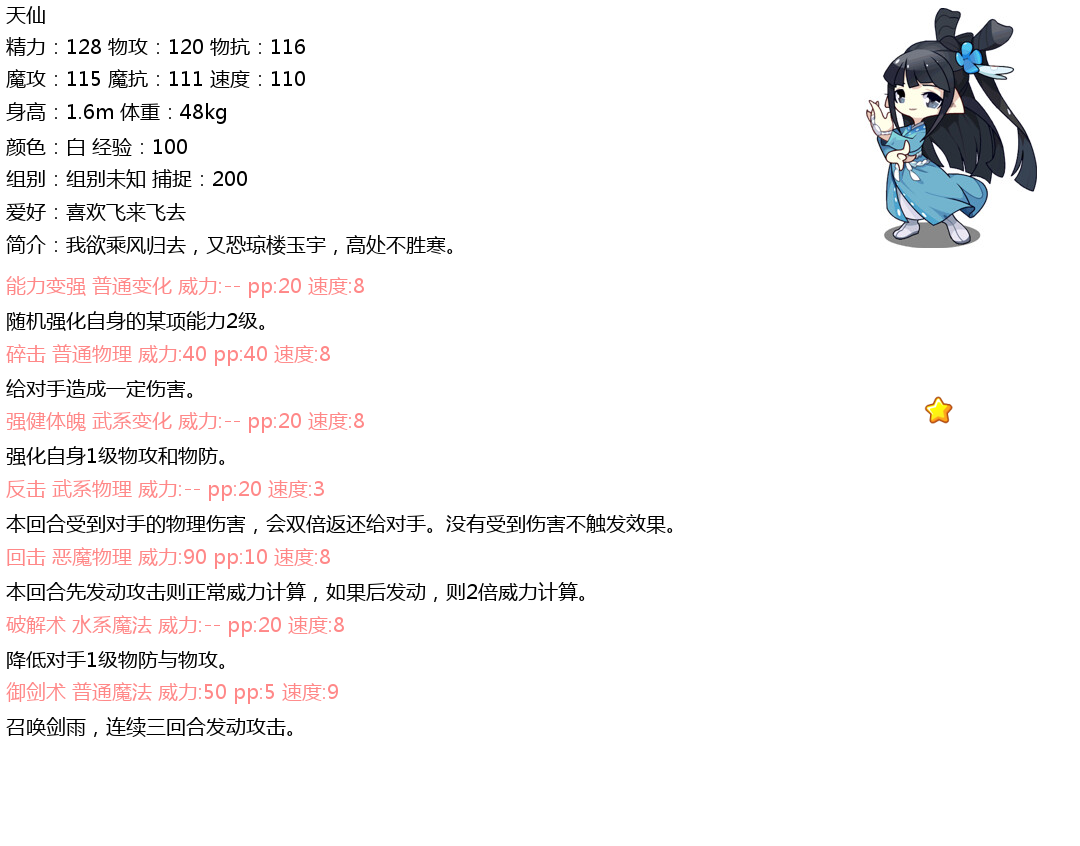 天仙
精力：128 物攻：120 物抗：116
魔攻：115 魔抗：111 速度：110
身高：1.6m 体重：48kg
颜色：白 经验：100
组别：组别未知 捕捉：200
爱好：喜欢飞来飞去
简介：我欲乘风归去，又恐琼楼玉宇，高处不胜寒。
能力变强 普通变化 威力:-- pp:20 速度:8
随机强化自身的某项能力2级。
碎击 普通物理 威力:40 pp:40 速度:8
给对手造成一定伤害。
强健体魄 武系变化 威力:-- pp:20 速度:8
强化自身1级物攻和物防。
反击 武系物理 威力:-- pp:20 速度:3
本回合受到对手的物理伤害，会双倍返还给对手。没有受到伤害不触发效果。
回击 恶魔物理 威力:90 pp:10 速度:8
本回合先发动攻击则正常威力计算，如果后发动，则2倍威力计算。
破解术 水系魔法 威力:-- pp:20 速度:8
降低对手1级物防与物攻。
御剑术 普通魔法 威力:50 pp:5 速度:9
召唤剑雨，连续三回合发动攻击。